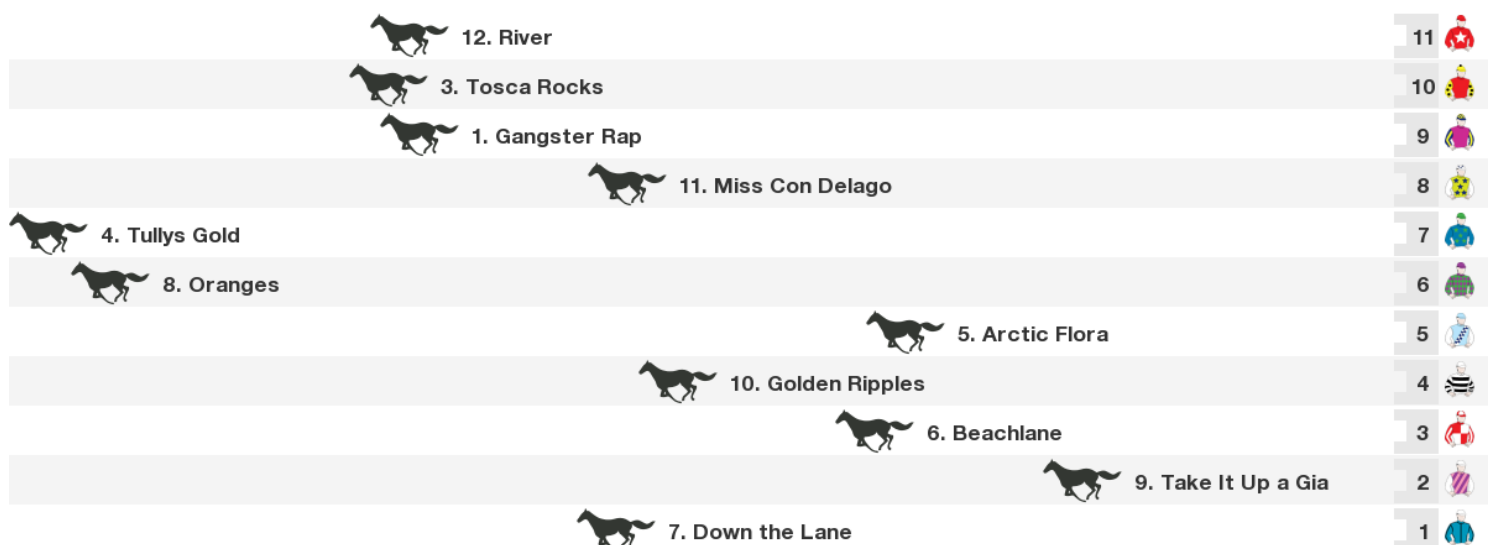 12. River 11
3. Tosca Rocks 10
1. Gangster Rap 9
11. Miss Con Delago 8
4. Tullys Gold 7
8. Oranges 6
5. Arctic Flora 5
10. Golden Ripples 4
6. Beachlane 3
9. Take It Up a Gia 2
7. Down the Lane 1